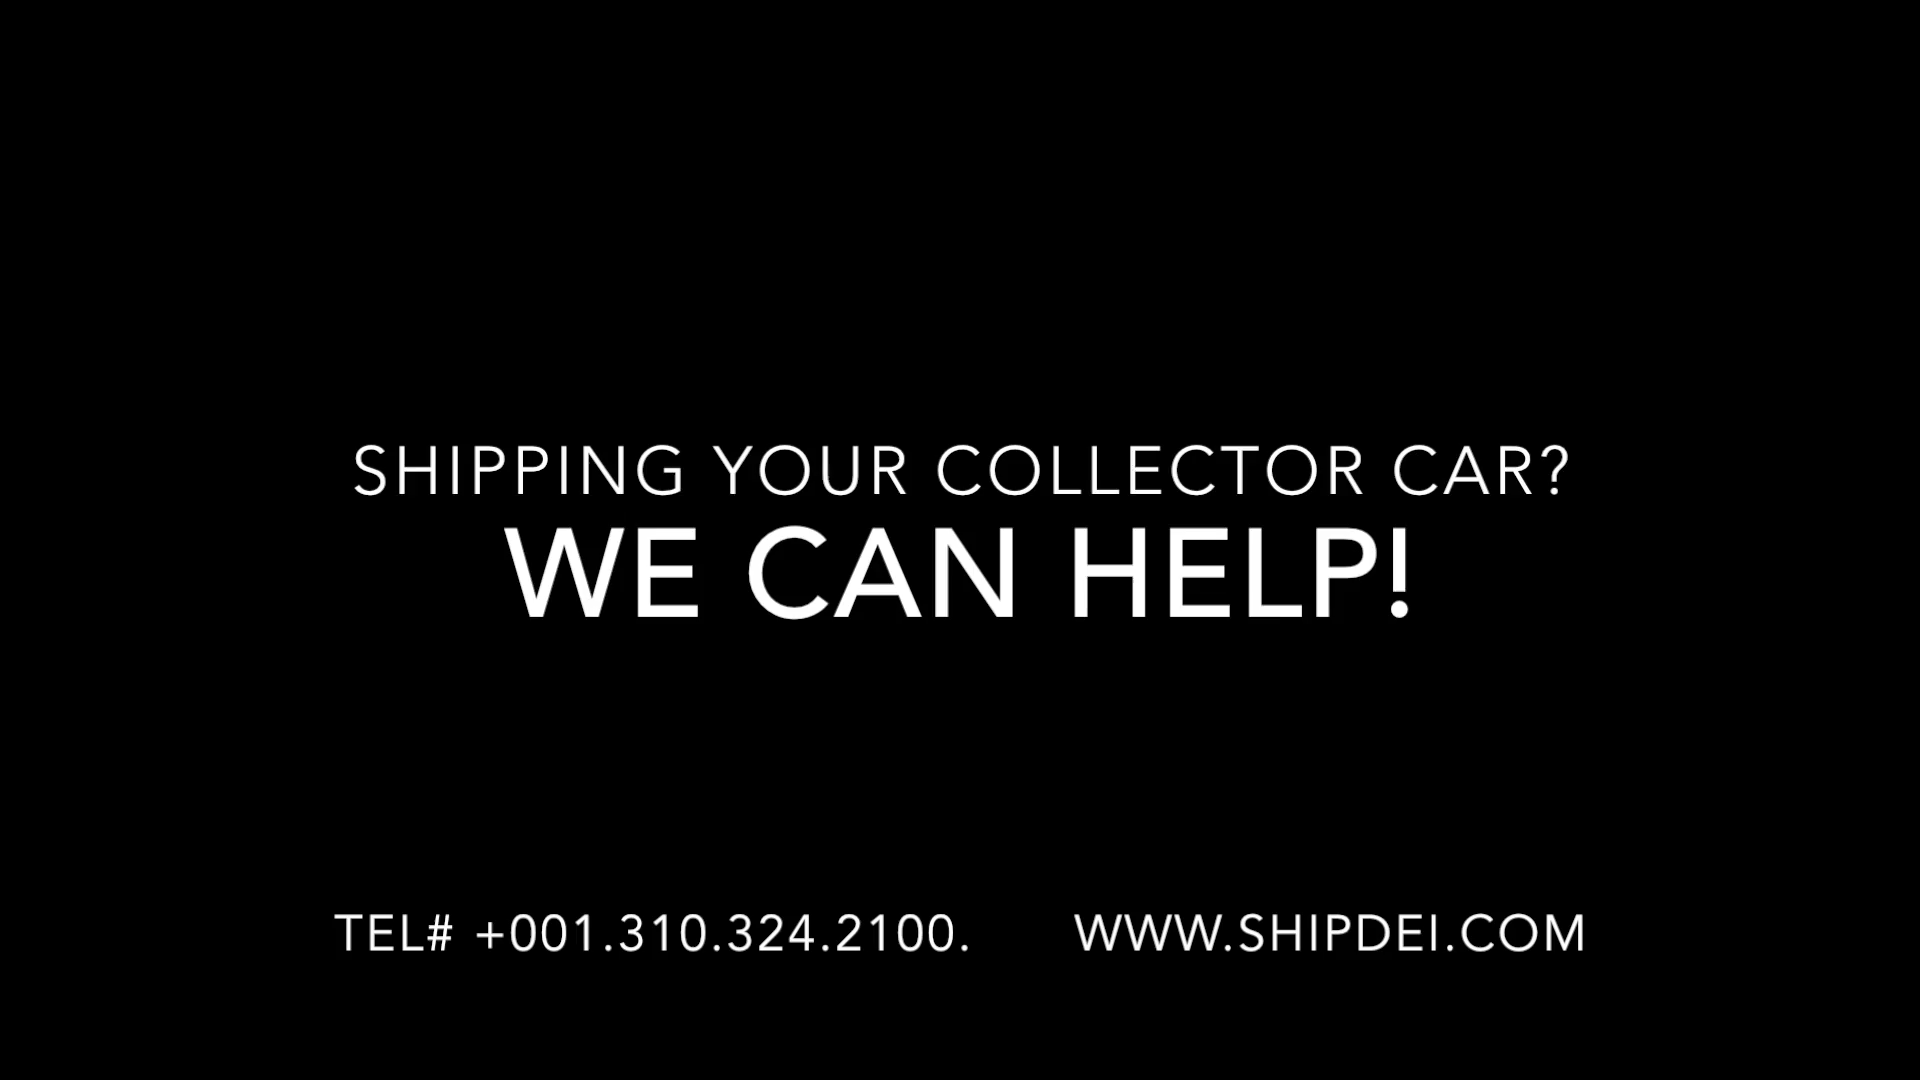 SHIPPING YOUR COLLECTOR CAR?
WE CAN HELP!
TEL# +001.310.324.2100. WWW.SHIPDEI.COM